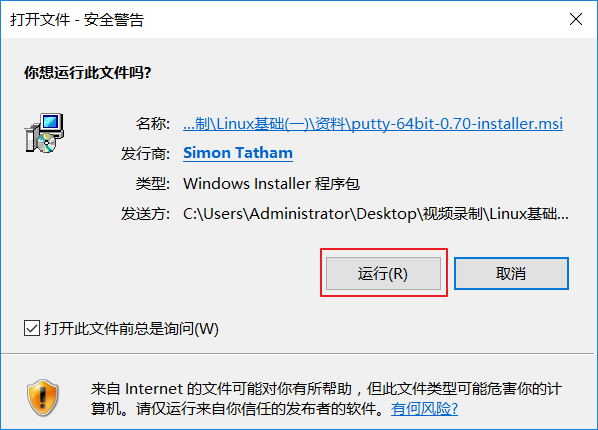 打开文件 - 安全警告
你想运行此文件吗?
名称: ...制\Linux基础(一)\资料\putty-64bit-0.70-installer.msi
发行商: Simon Tatham
类型: Windows Installer 程序包
发送方: C:\Users\Administrator\Desktop\视频录制\Linux基础...
运行(R) 取消
打开此文件前总是询问(W)
来自 Internet 的文件可能对你有所帮助，但此文件类型可能危害你的计
算机。请仅运行来自你信任的发布者的软件。有何风险?